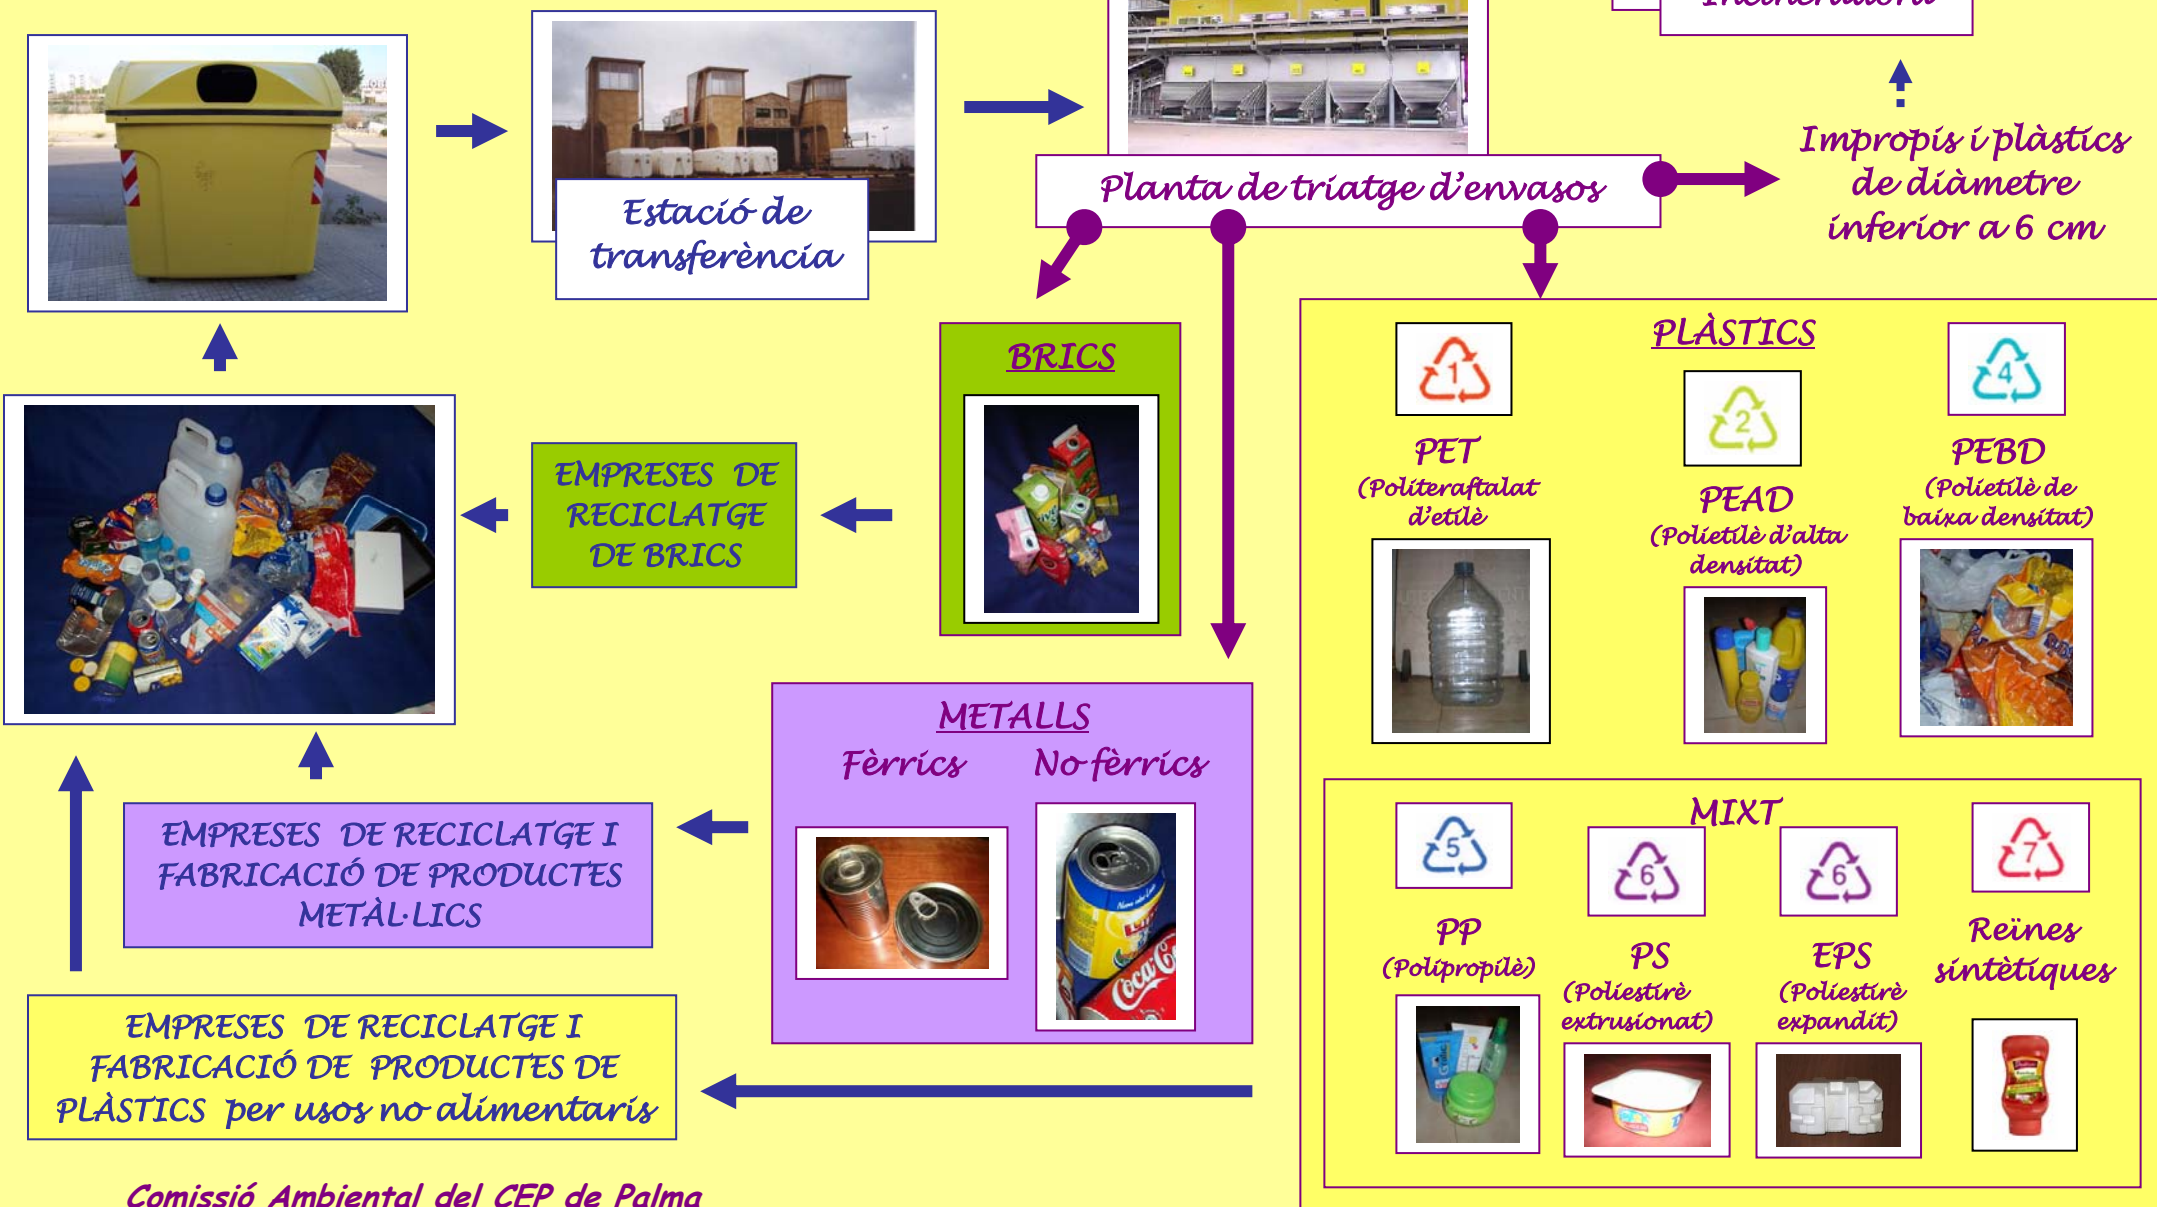 Estació de
transferència
Planta de triatge d'envasos
Impropis i plàstics
de diàmetre
inferior a 6 cm
BRICS
EMPRESES DE
RECICLATGE
DE BRICS
PLÀSTICS
1
PET
(Politeraftalat
d'etilè
2
PEAD
(Polietilè d'alta
densitat)
4
PEBD
(Polietilè de
baixa densitat)
METALLS
Fèrrics No fèrrics
Coca-Co
EMPRESES DE RECICLATGE I
FABRICACIÓ DE PRODUCTES
METÀL·LICS
MIXT
5
PP
(Polipropilè)
6
PS
(Poliestirè
extrusionat)
6
EPS
(Poliestirè
expandit)
7
Reïnes
sintètiques
EMPRESES DE RECICLATGE I
FABRICACIÓ DE PRODUCTES DE
PLÀSTICS per usos no alimentaris
Comissió Ambiental del CEP de Palma